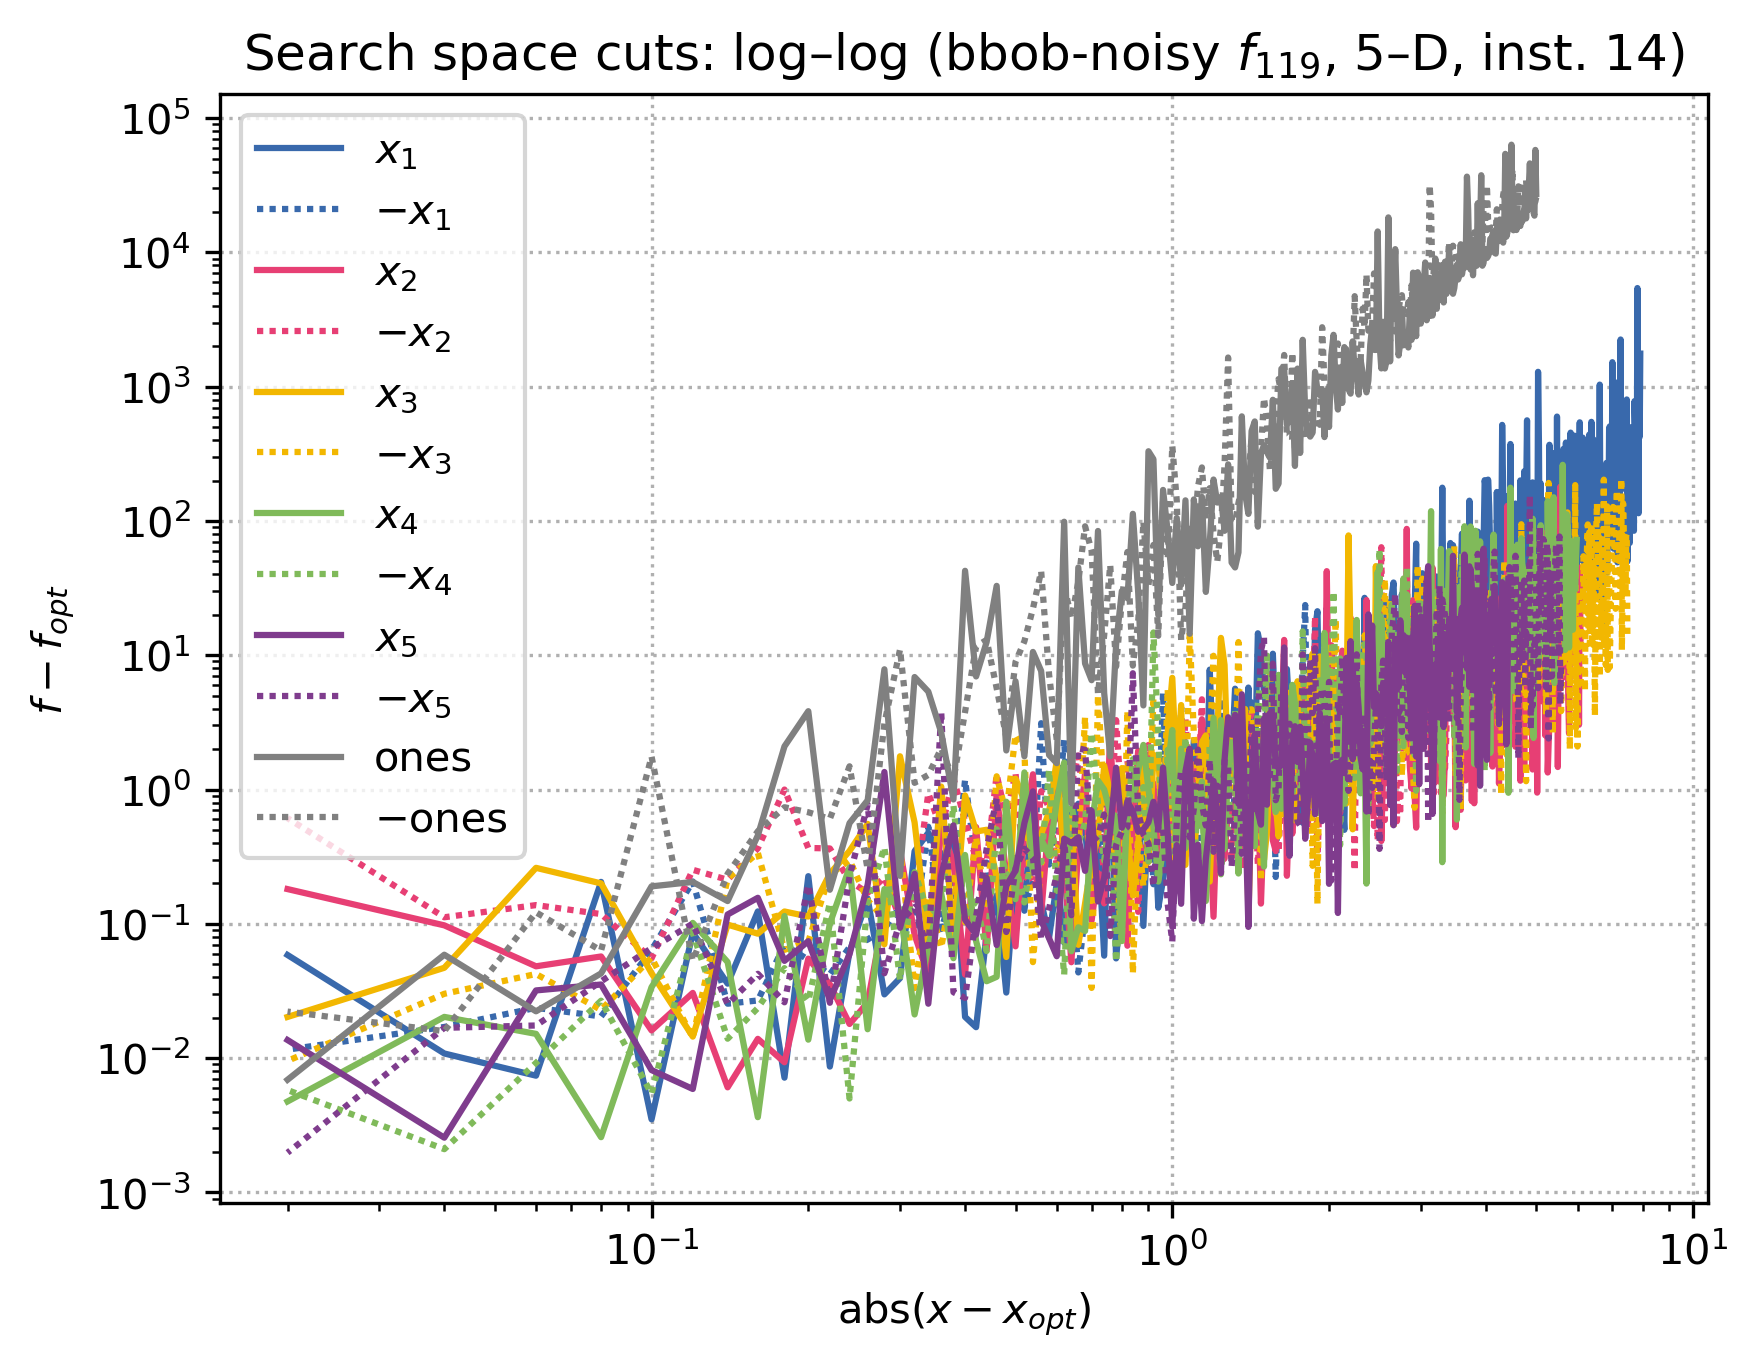 Search space cuts: log–log (bbob-noisy f119, 5–D, inst. 14)
10^5
10^4
10^3
10^2
10^1
10^0
10^−1
10^−2
10^−3
f − fopt
x1
−x1
x2
−x2
x3
−x3
x4
−x4
x5
−x5
ones
−ones
10^−1 10^0 10^1
abs(x − xopt)